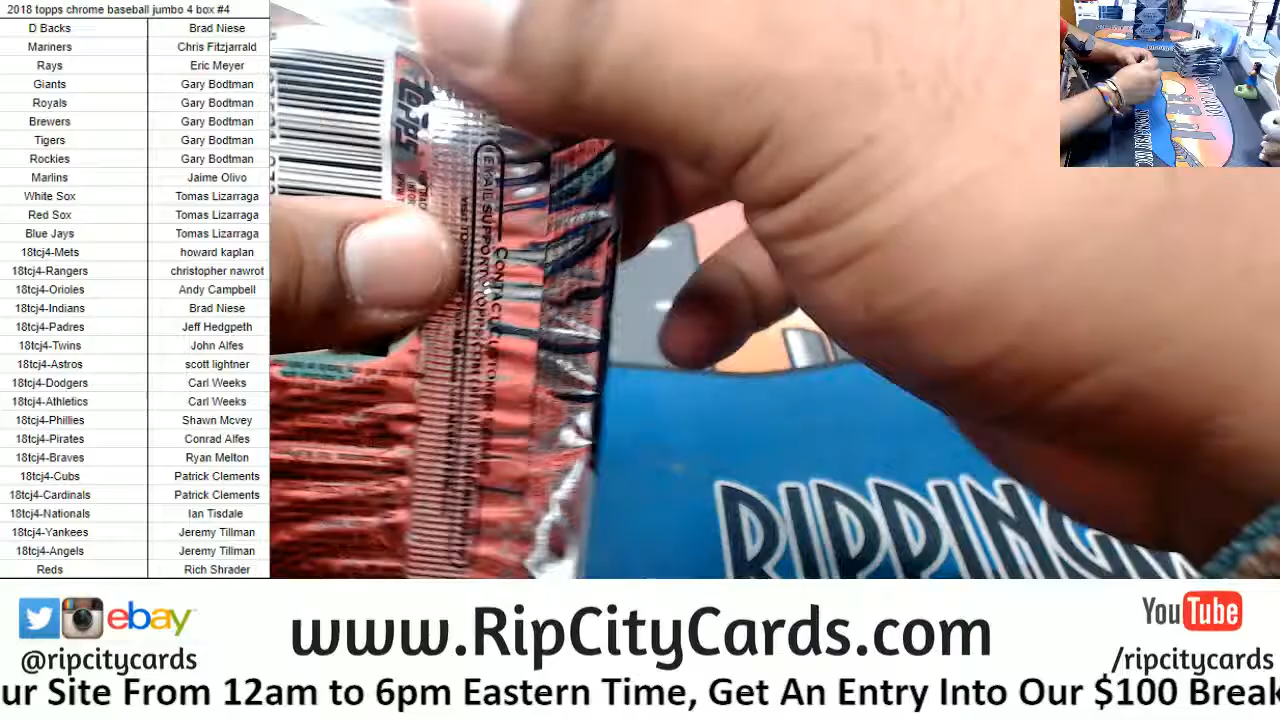 2018 topps chrome baseball jumbo 4 box #4
D Backs Brad Niese
Mariners Chris Fitzjarrald
Rays Eric Meyer
Giants Gary Bodtman
Royals Gary Bodtman
Brewers Gary Bodtman
Tigers Gary Bodtman
Rockies Gary Bodtman
Marlins Jaime Olivo
White Sox Tomas Lizarraga
Red Sox Tomas Lizarraga
Blue Jays Tomas Lizarraga
18tcj4-Mets howard kaplan
18tcj4-Rangers christopher nawrot
18tcj4-Orioles Andy Campbell
18tcj4-Indians Brad Niese
18tcj4-Padres Jeff Hedgpeth
18tcj4-Twins John Alfes
18tcj4-Astros scott lightner
18tcj4-Dodgers Carl Weeks
18tcj4-Athletics Carl Weeks
18tcj4-Phillies Shawn Mcvey
18tcj4-Pirates Conrad Alfes
18tcj4-Braves Ryan Melton
18tcj4-Cubs Patrick Clements
18tcj4-Cardinals Patrick Clements
18tcj4-Nationals Ian Tisdale
18tcj4-Yankees Jeremy Tillman
18tcj4-Angels Jeremy Tillman
Reds Rich Shrader
topps
CONTACT
EMAIL SUPPORT
RIPPING
ebay
@ripcitycards
www.RipCityCards.com
YouTube
/ripcitycards
ur Site From 12am to 6pm Eastern Time, Get An Entry Into Our $100 Break